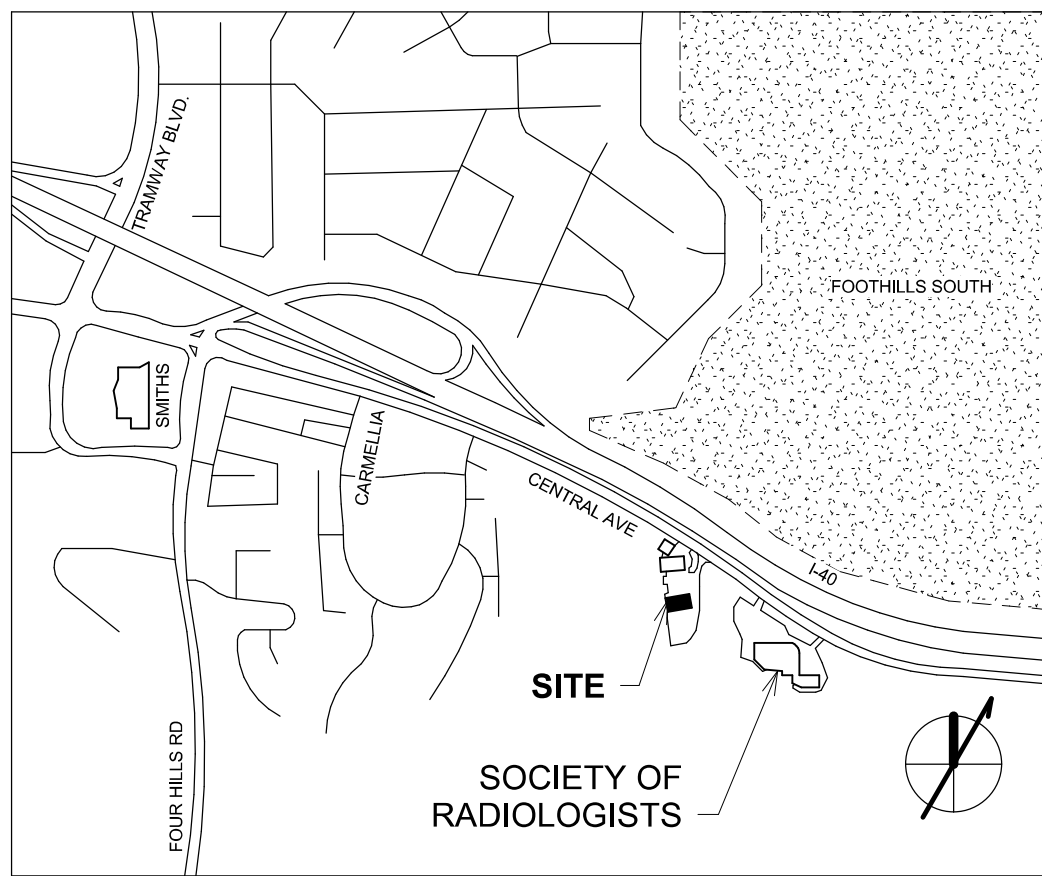 TRAMWAY BLVD.
FOOTHILLS SOUTH
SMITHS
CARMELLIA
CENTRAL AVE
I-40
SITE
SOCIETY OF
RADIOLOGISTS
FOUR HILLS RD